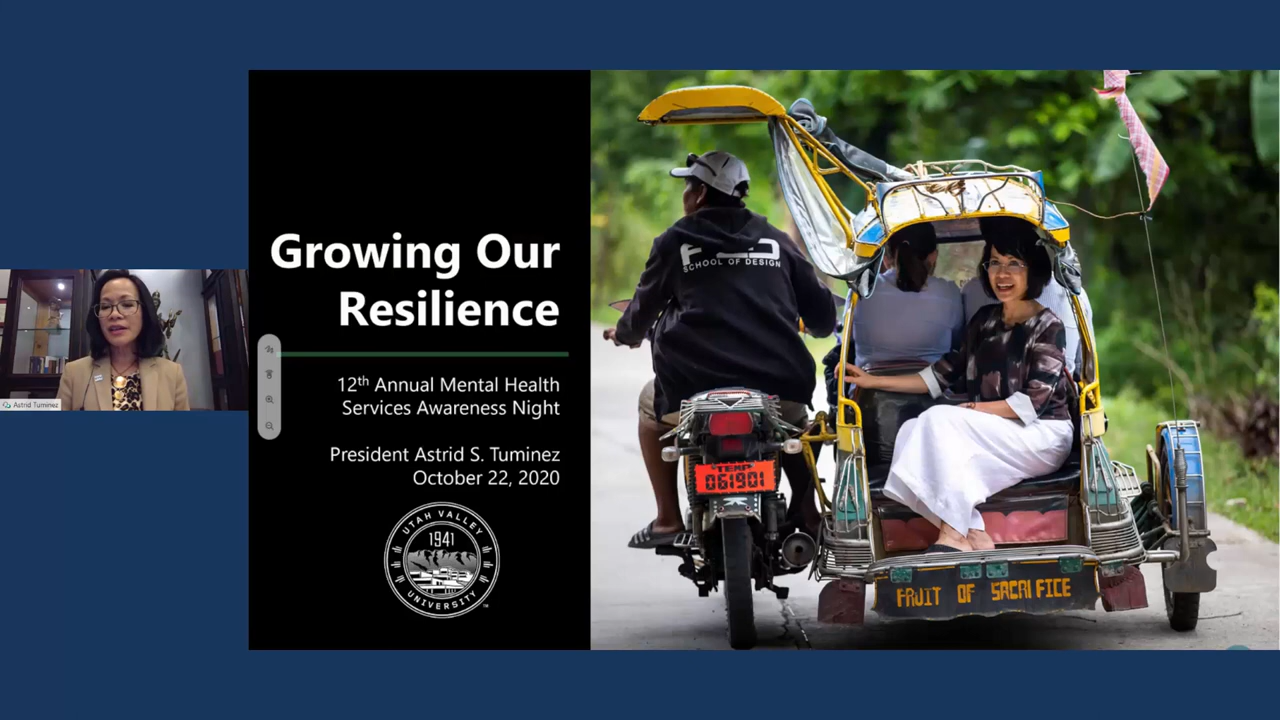 Growing Our
Resilience
12th Annual Mental Health
Services Awareness Night
President Astrid S. Tuminez
October 22, 2020
UTAH VALLEY
1941
UNIVERSITY
TM
Astrid Tuminez
SCHOOL OF DESIGN
TEMP
061901
FRUIT OF SACRIFICE